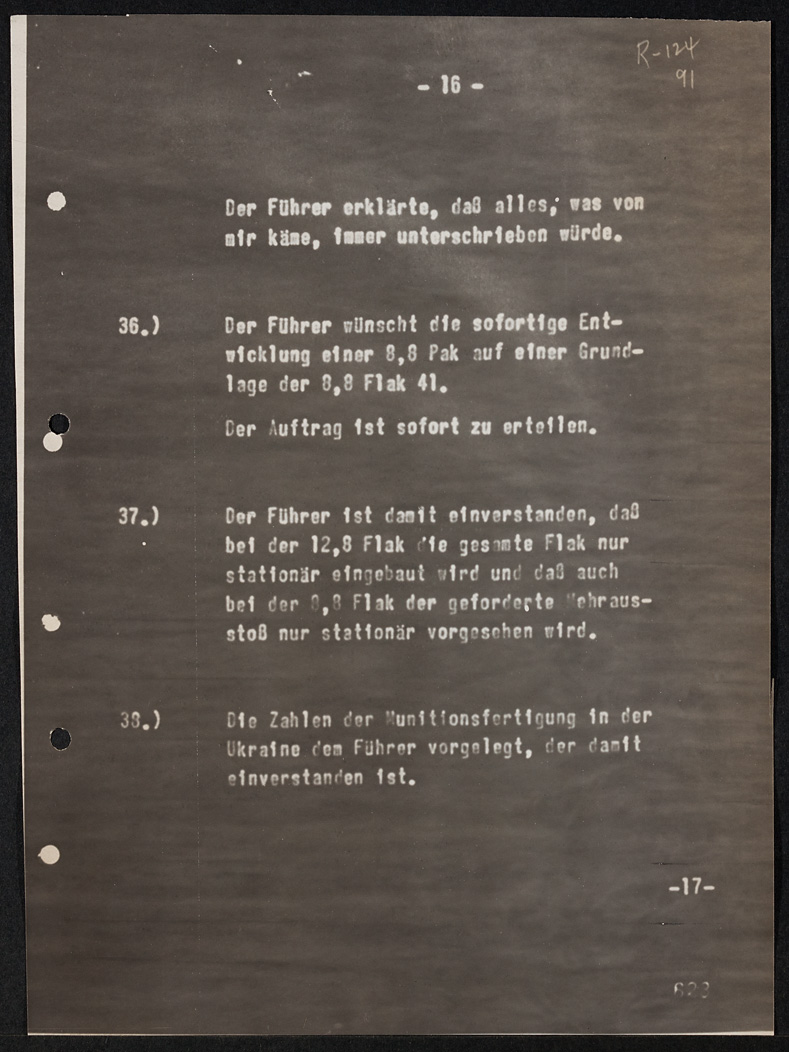 R-124
91
- 16 -
Der Führer erklärte, daß alles, was von
mir käme, immer unterschrieben würde.
36.) Der Führer wünscht die sofortige Ent-
wicklung einer 8,8 Pak auf einer Grund-
lage der 8,8 Flak 41.
Der Auftrag ist sofort zu erteilen.
37.) Der Führer ist damit einverstanden, daß
bei der 12,8 Flak die gesamte Flak nur
stationär eingebaut wird und daß auch
bei der 8,8 Flak der geforderte Mehraus-
stoß nur stationär vorgesehen wird.
38.) Die Zahlen der Munitionsfertigung in der
Ukraine dem Führer vorgelegt, der damit
einverstanden ist.
-17-
623